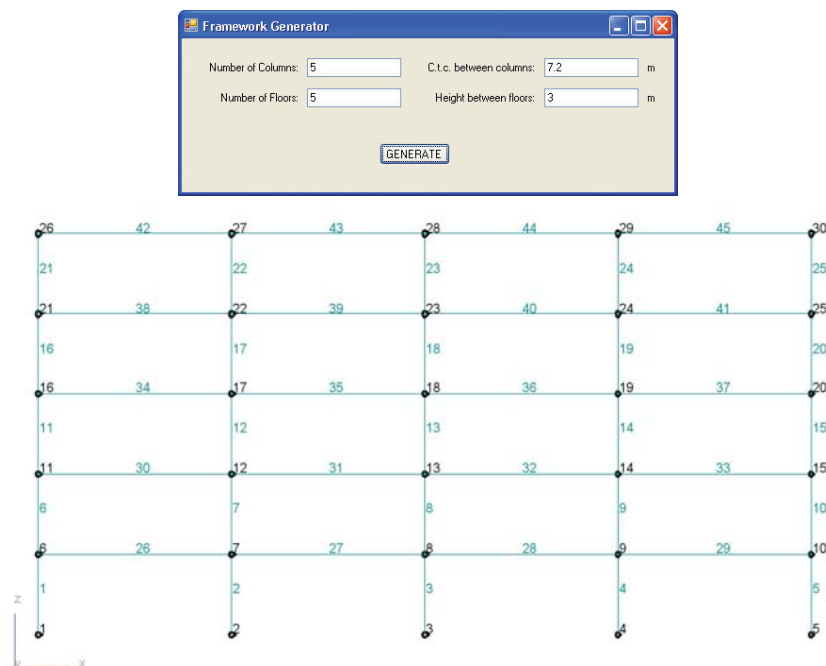 Framework Generator
Number of Columns: 5 C.t.c. between columns: 7.2 m
Number of Floors: 5 Height between floors: 3 m
GENERATE
26 42 27 43 28 44 29 45 30
21 22 23 24 25
21 38 22 39 23 40 24 41 25
16 17 18 19 20
16 34 17 35 18 36 19 37 20
11 12 13 14 15
11 30 12 31 13 32 14 33 15
6 7 8 9 10
6 26 7 27 8 28 9 29 10
1 2 3 4 5
z
1 2 3 4 5
Y X